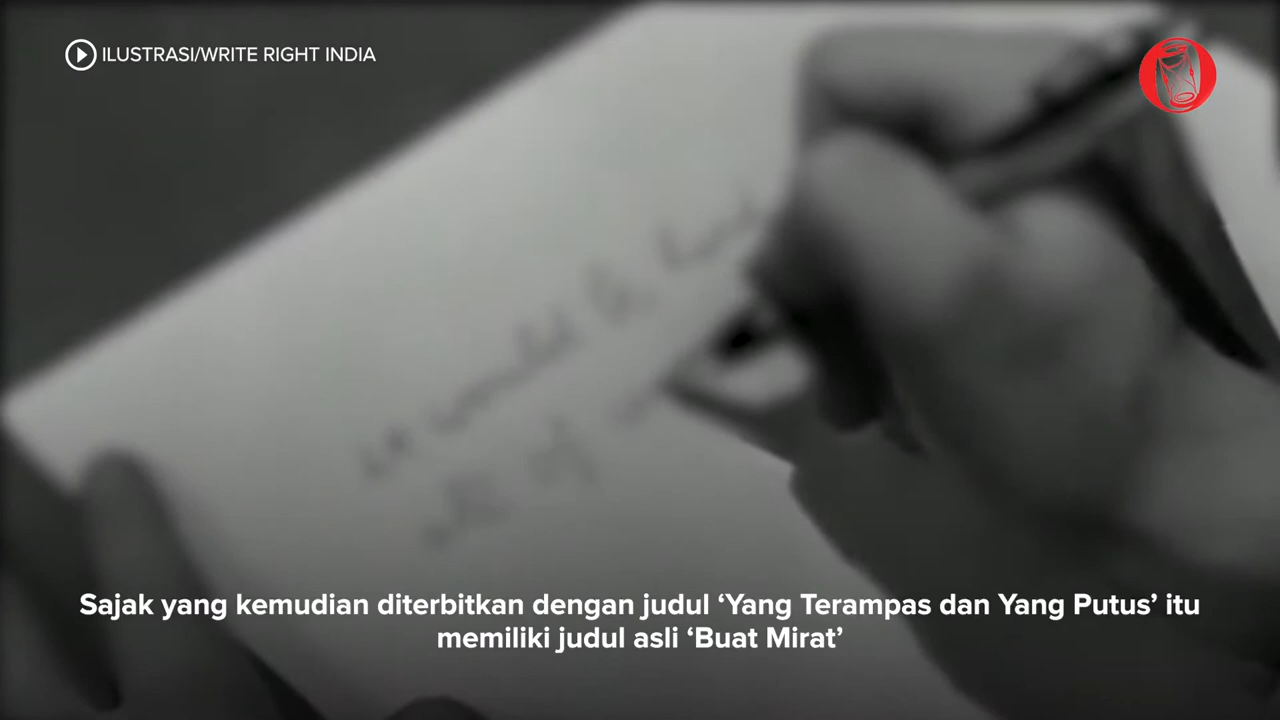 ILUSTRASI/WRITE RIGHT INDIA
Sajak yang kemudian diterbitkan dengan judul ‘Yang Terampas dan Yang Putus’ itu
memiliki judul asli ‘Buat Mirat’